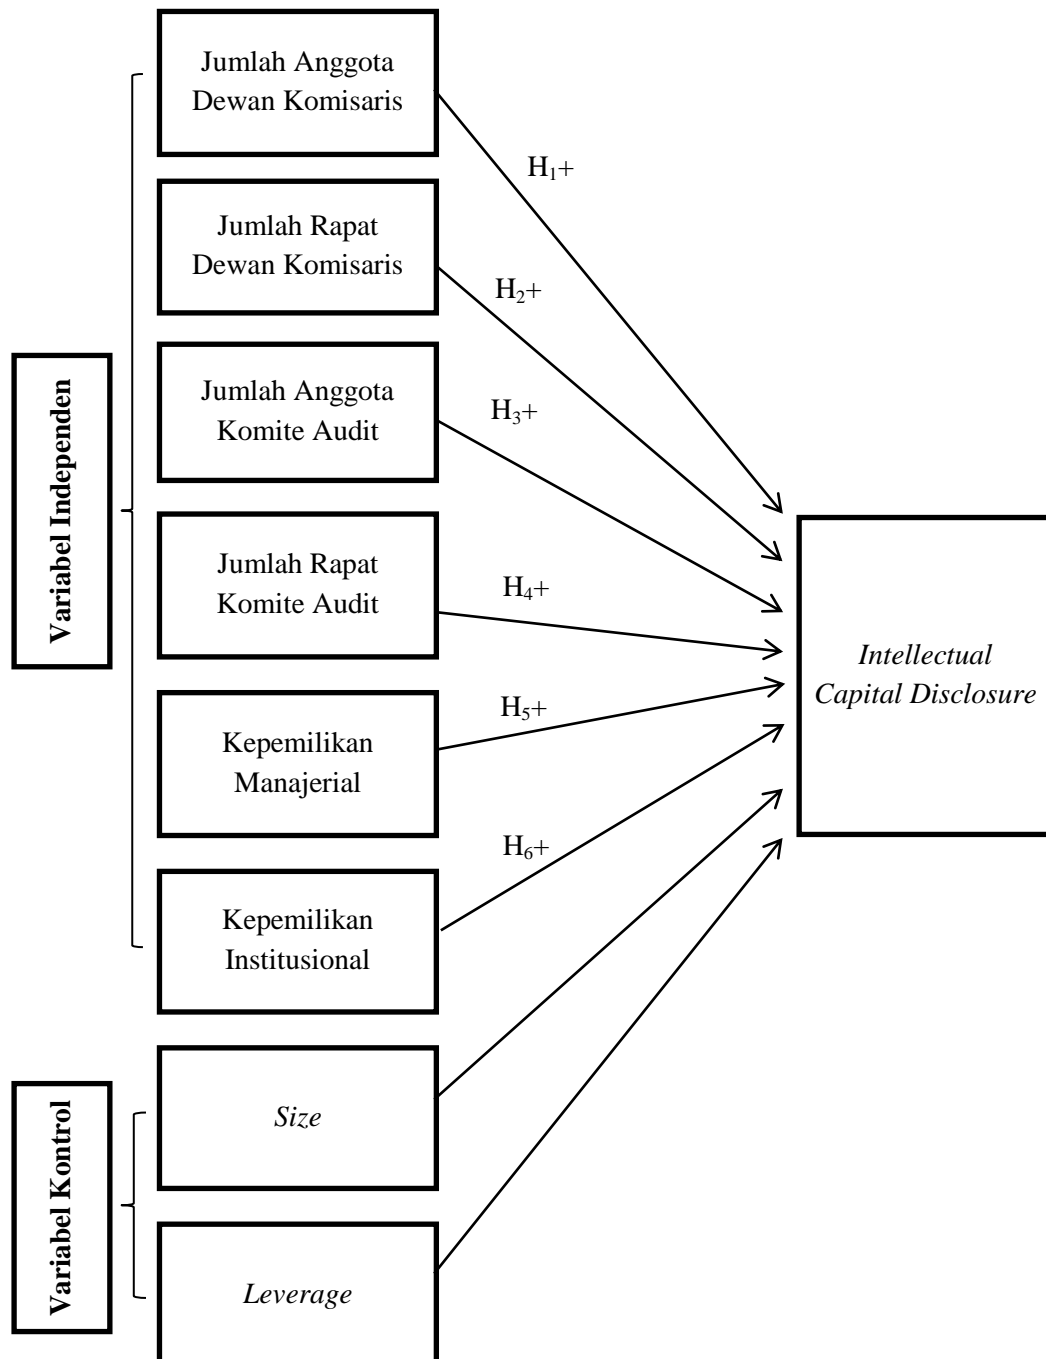 Jumlah Anggota
Dewan Komisaris
H₁+
Jumlah Rapat
Dewan Komisaris
H₂+
Variabel Independen
Jumlah Anggota
Komite Audit
H₃+
Jumlah Rapat
Komite Audit
H₄+
Intellectual
Capital Disclosure
Kepemilikan
Manajerial
H₅+
Kepemilikan
Institusional
H₆+
Variabel Kontrol
Size
Leverage